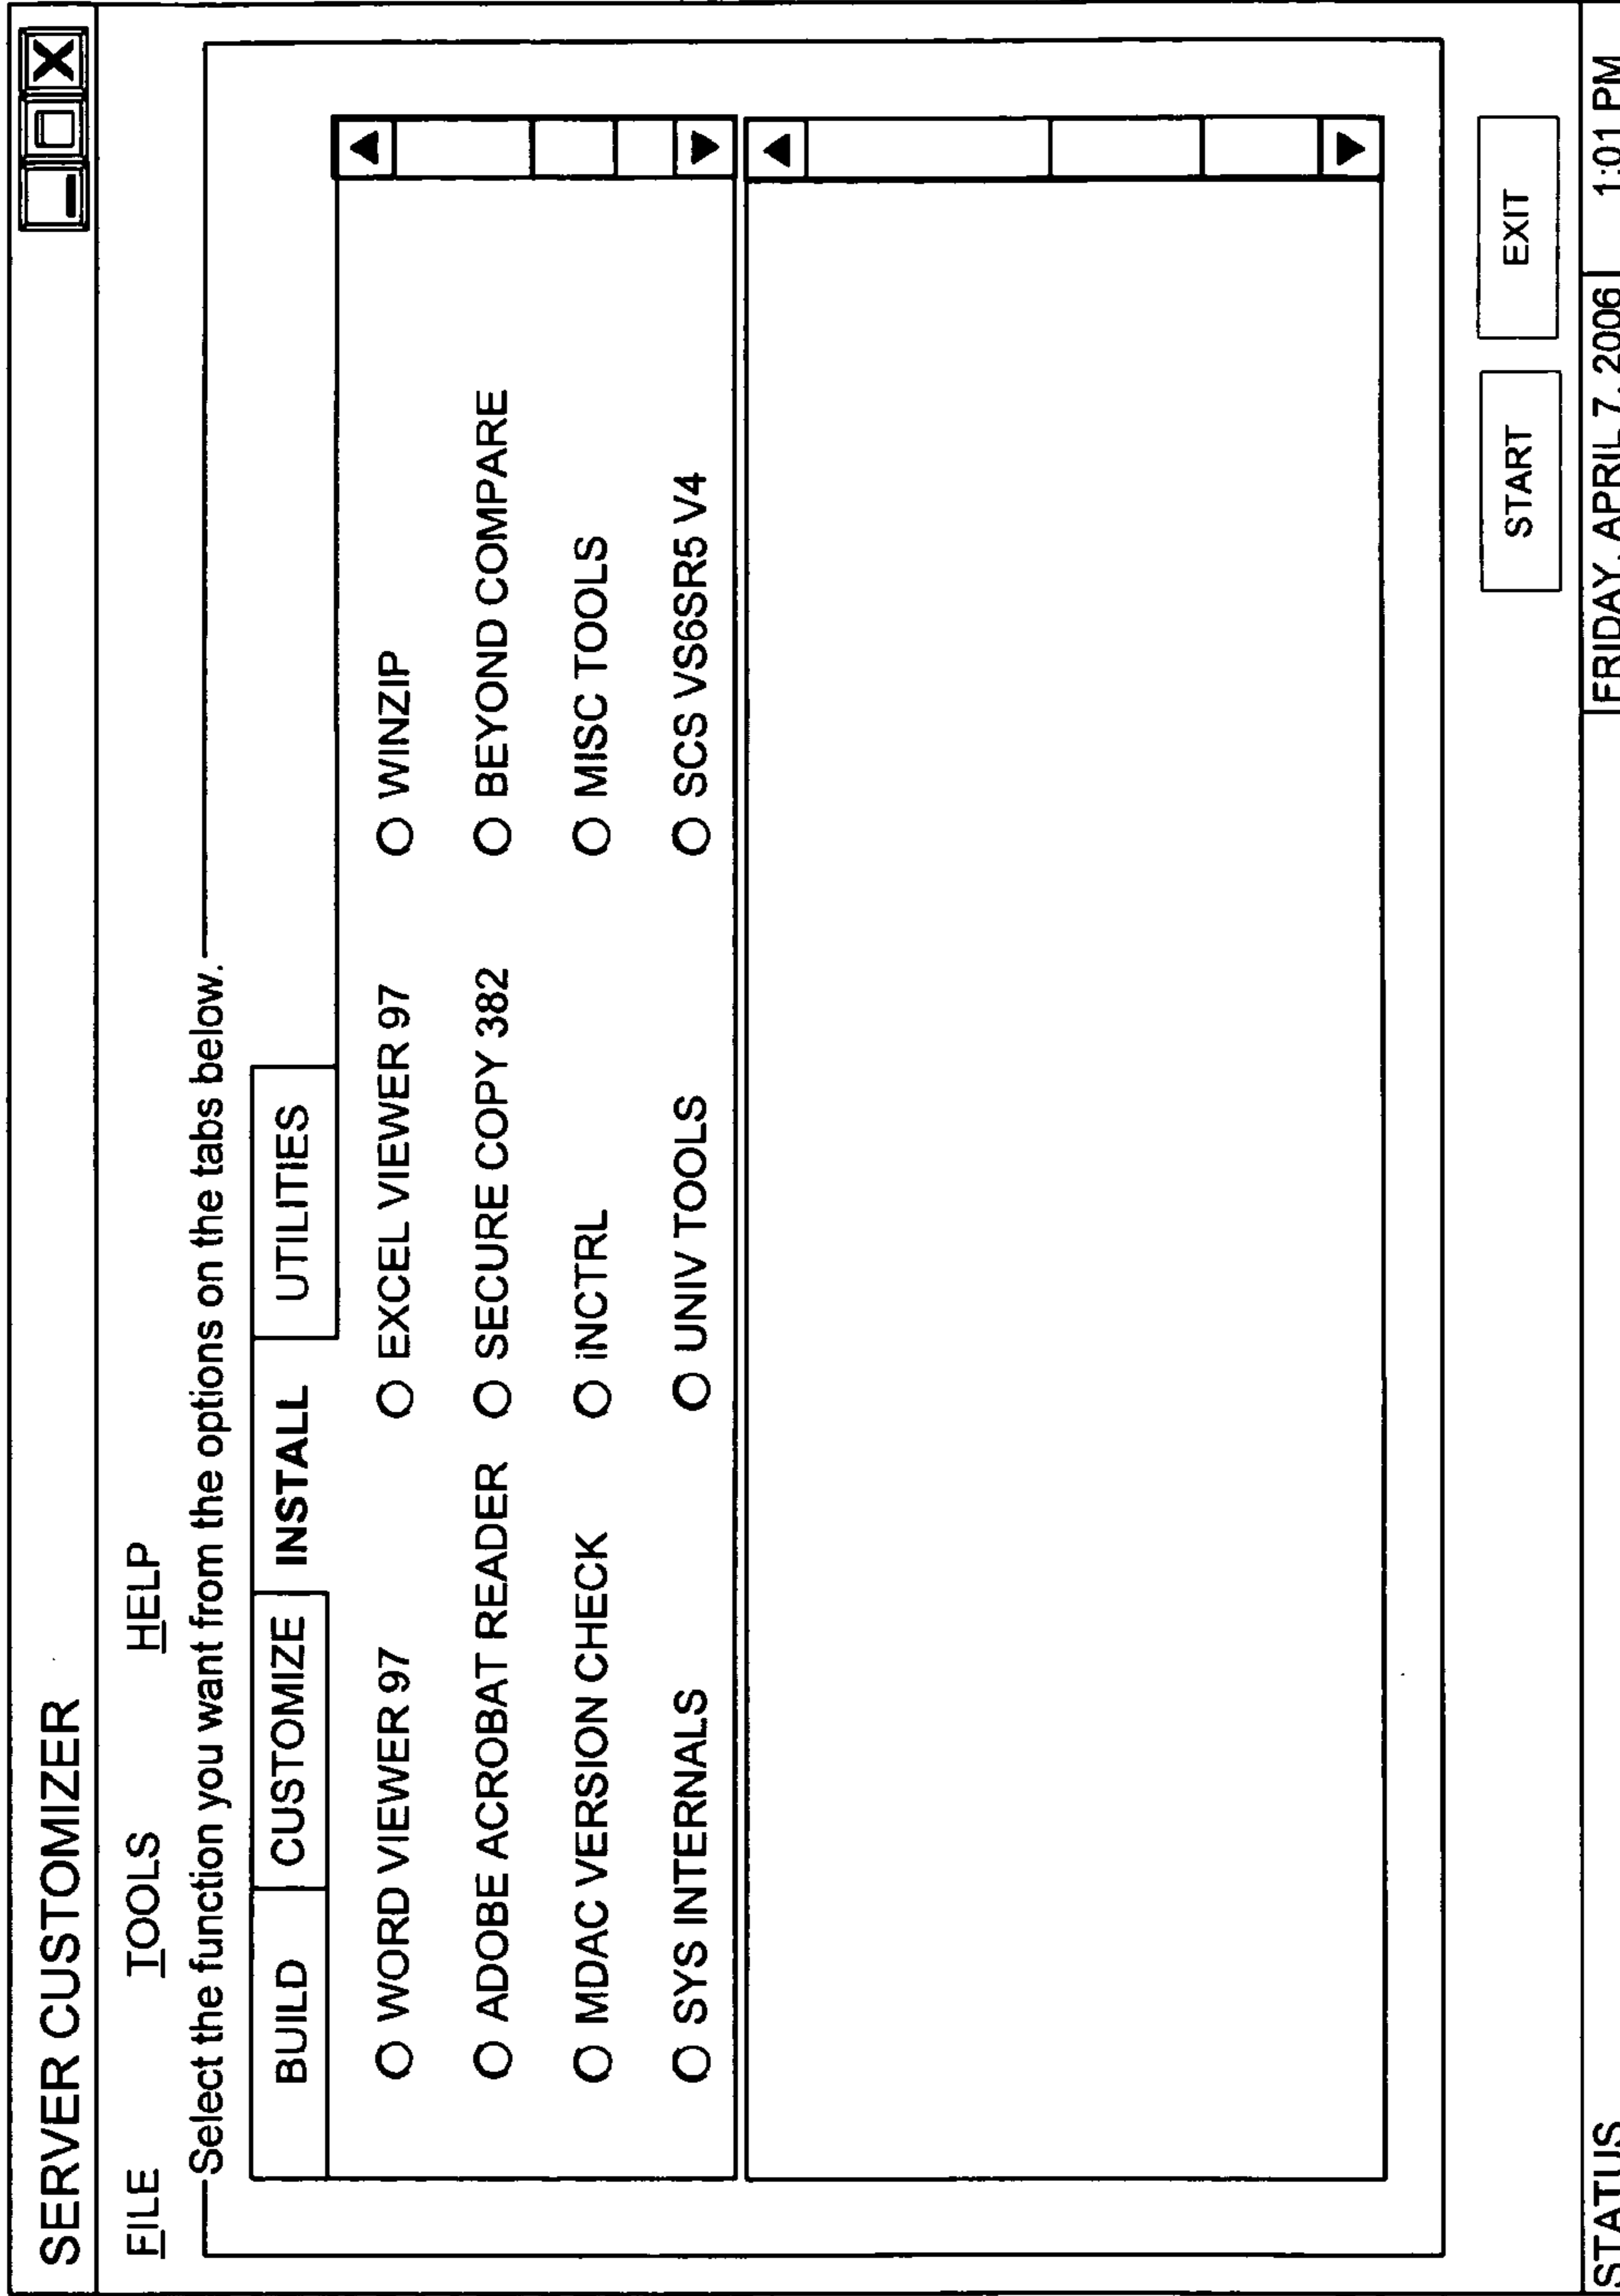 SERVER CUSTOMIZER
FILE TOOLS HELP
Select the function you want from the options on the tabs below.
BUILD CUSTOMIZE INSTALL UTILITIES
WORD VIEWER 97 EXCEL VIEWER 97 WINZIP
ADOBE ACROBAT READER SECURE COPY 382 BEYOND COMPARE
MDAC VERSION CHECK iNCTRL MISC TOOLS
SYS INTERNALS UNIV TOOLS SCS VS6SR5 V4
START EXIT
STATUS FRIDAY, APRIL 7, 2006 1:01 PM